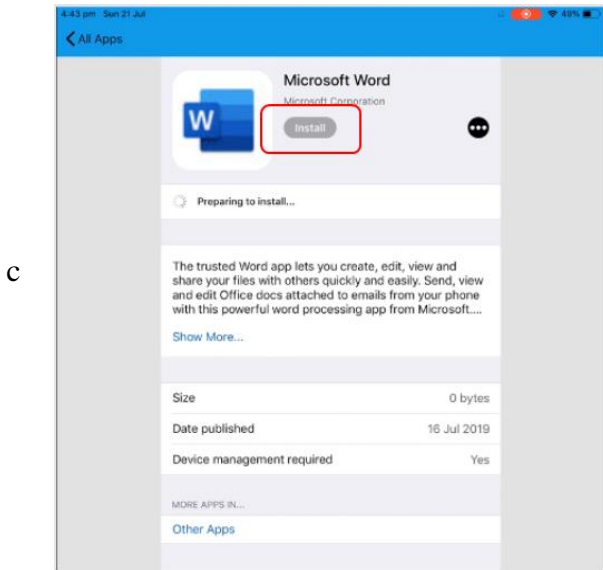 4:43 pm Sun 21 Jul 49%
All Apps
Microsoft Word
Microsoft Corporation
W
Install
Preparing to install...
c
The trusted Word app lets you create, edit, view and
share your files with others quickly and easily. Send, view
and edit Office docs attached to emails from your phone
with this powerful word processing app from Microsoft....
Show More...
Size 0 bytes
Date published 16 Jul 2019
Device management required Yes
MORE APPS IN...
Other Apps